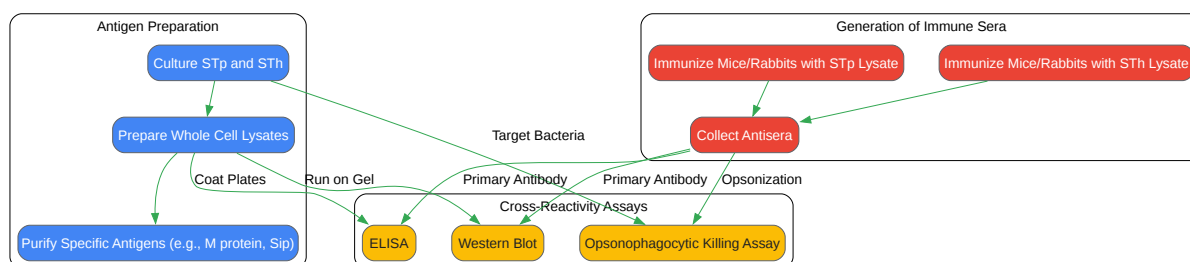 Antigen Preparation
Generation of Immune Sera
Culture STp and STh
Immunize Mice/Rabbits with STp Lysate
Immunize Mice/Rabbits with STh Lysate
Prepare Whole Cell Lysates
Target Bacteria
Collect Antisera
Coat Plates
Run on Gel
Primary Antibody
Primary Antibody
Opsonization
Cross-Reactivity Assays
Purify Specific Antigens (e.g., M protein, Sip)
ELISA
Western Blot
Opsonophagocytic Killing Assay